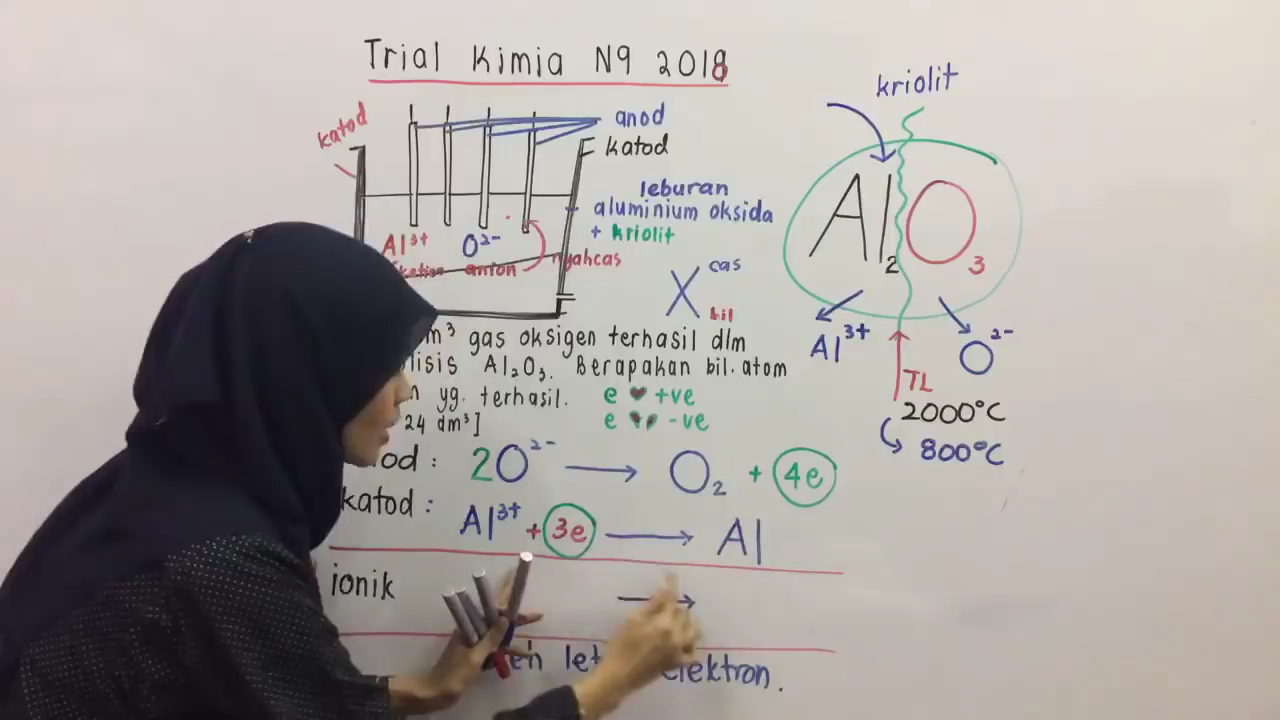 Trial Kimia N9 2018
kriolit
anod
katod
katod
leburan
aluminium oksida
+ kriolit
Al³⁺ O²⁻
anion nyahcas
cas
X
bil
Al₂O₃
Al³⁺ O²⁻
TL
2000°C
800°C
m³ gas oksigen terhasil dlm
lisis Al₂O₃. Berapakan bil. atom
yg. terhasil.
24 dm³]
e ♥ +ve
e -ve
od : 2O²⁻ → O₂ + 4e
katod : Al³⁺ + 3e → Al
ionik →
elektron.